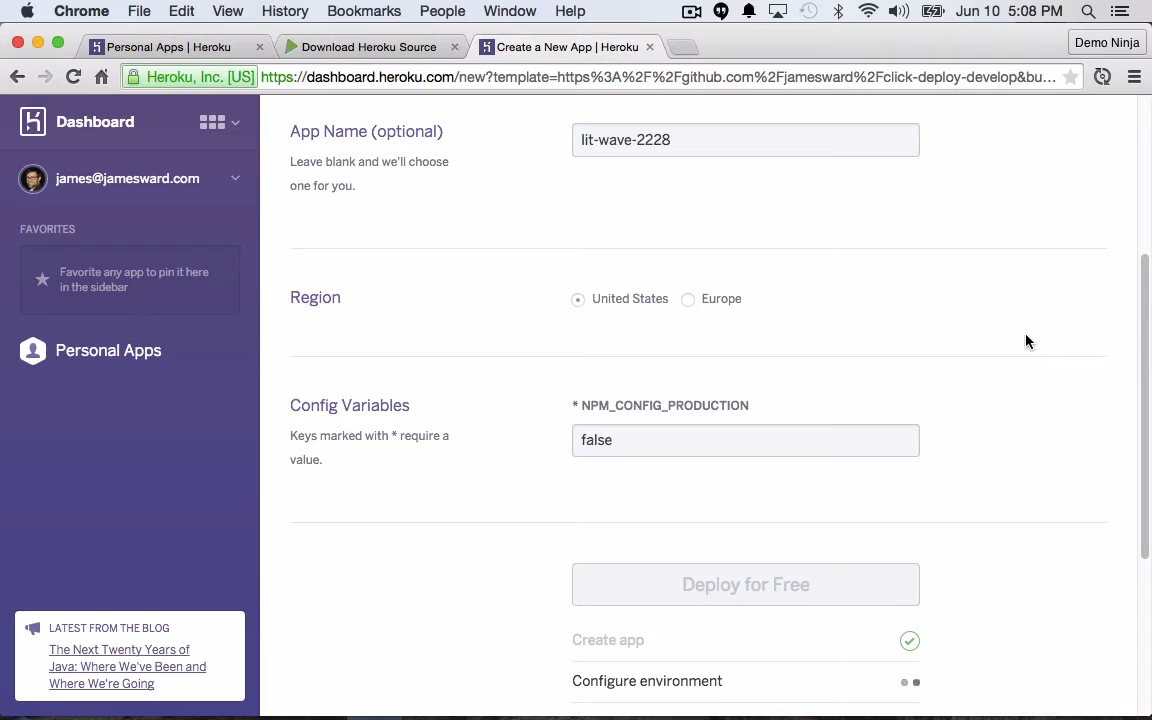 Chrome File Edit View History Bookmarks People Window Help Jun 10 5:08 PM
Personal Apps | Heroku Download Heroku Source Create a New App | Heroku Demo Ninja
Heroku, Inc. [US] https://dashboard.heroku.com/new?template=https%3A%2F%2Fgithub.com%2Fjamesward%2Fclick-deploy-develop&bu...
Dashboard
james@jamesward.com
FAVORITES
Favorite any app to pin it here
in the sidebar
Personal Apps
LATEST FROM THE BLOG
The Next Twenty Years of
Java: Where We've Been and
Where We're Going
App Name (optional)
Leave blank and we'll choose
one for you.
lit-wave-2228
Region
United States Europe
Config Variables
Keys marked with * require a
value.
* NPM_CONFIG_PRODUCTION
false
Deploy for Free
Create app
Configure environment